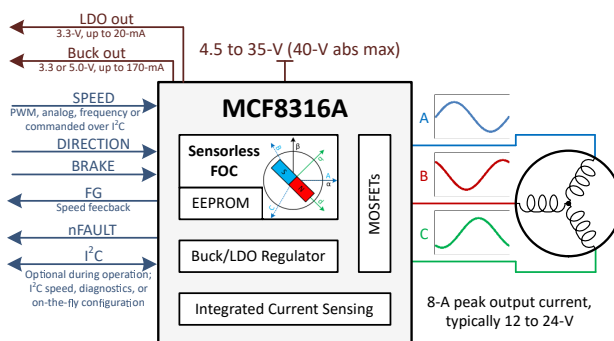 LDO out
3.3-V, up to 20-mA
Buck out
3.3 or 5.0-V, up to 170-mA
4.5 to 35-V (40-V abs max)
SPEED
PWM, analog, frequency or
commanded over I²C
DIRECTION
BRAKE
FG
Speed feecback
nFAULT
I²C
Optional during operation;
I²C speed, diagnostics, or
on-the-fly configuration
MCF8316A
Sensorless
FOC
EEPROM
β
B
d
A
α
S
N
C
q
MOSFETs
Buck/LDO Regulator
Integrated Current Sensing
A
B
C
8-A peak output current,
typically 12 to 24-V